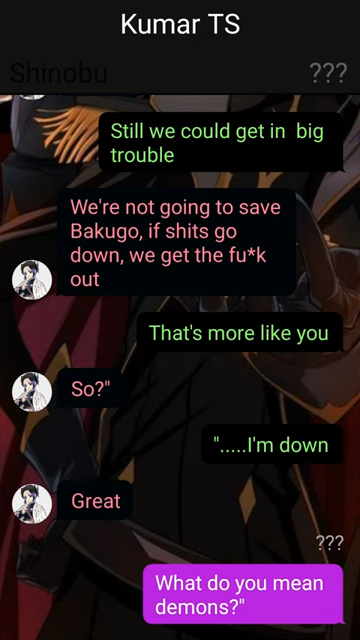 Kumar TS
Shinobu
???
Still we could get in  big
trouble
We're not going to save
Bakugo, if shits go
down, we get the fu*k
out
That's more like you
So?"
".....I'm down
Great
???
What do you mean
demons?"